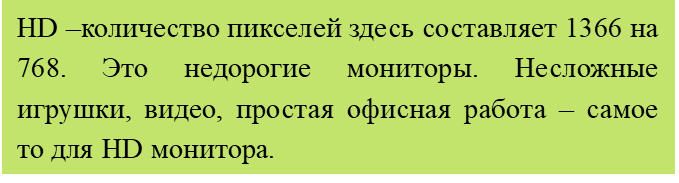 HD –количество пикселей здесь составляет 1366 на
768. Это недорогие мониторы. Несложные
игрушки, видео, простая офисная работа – самое
то для HD монитора.